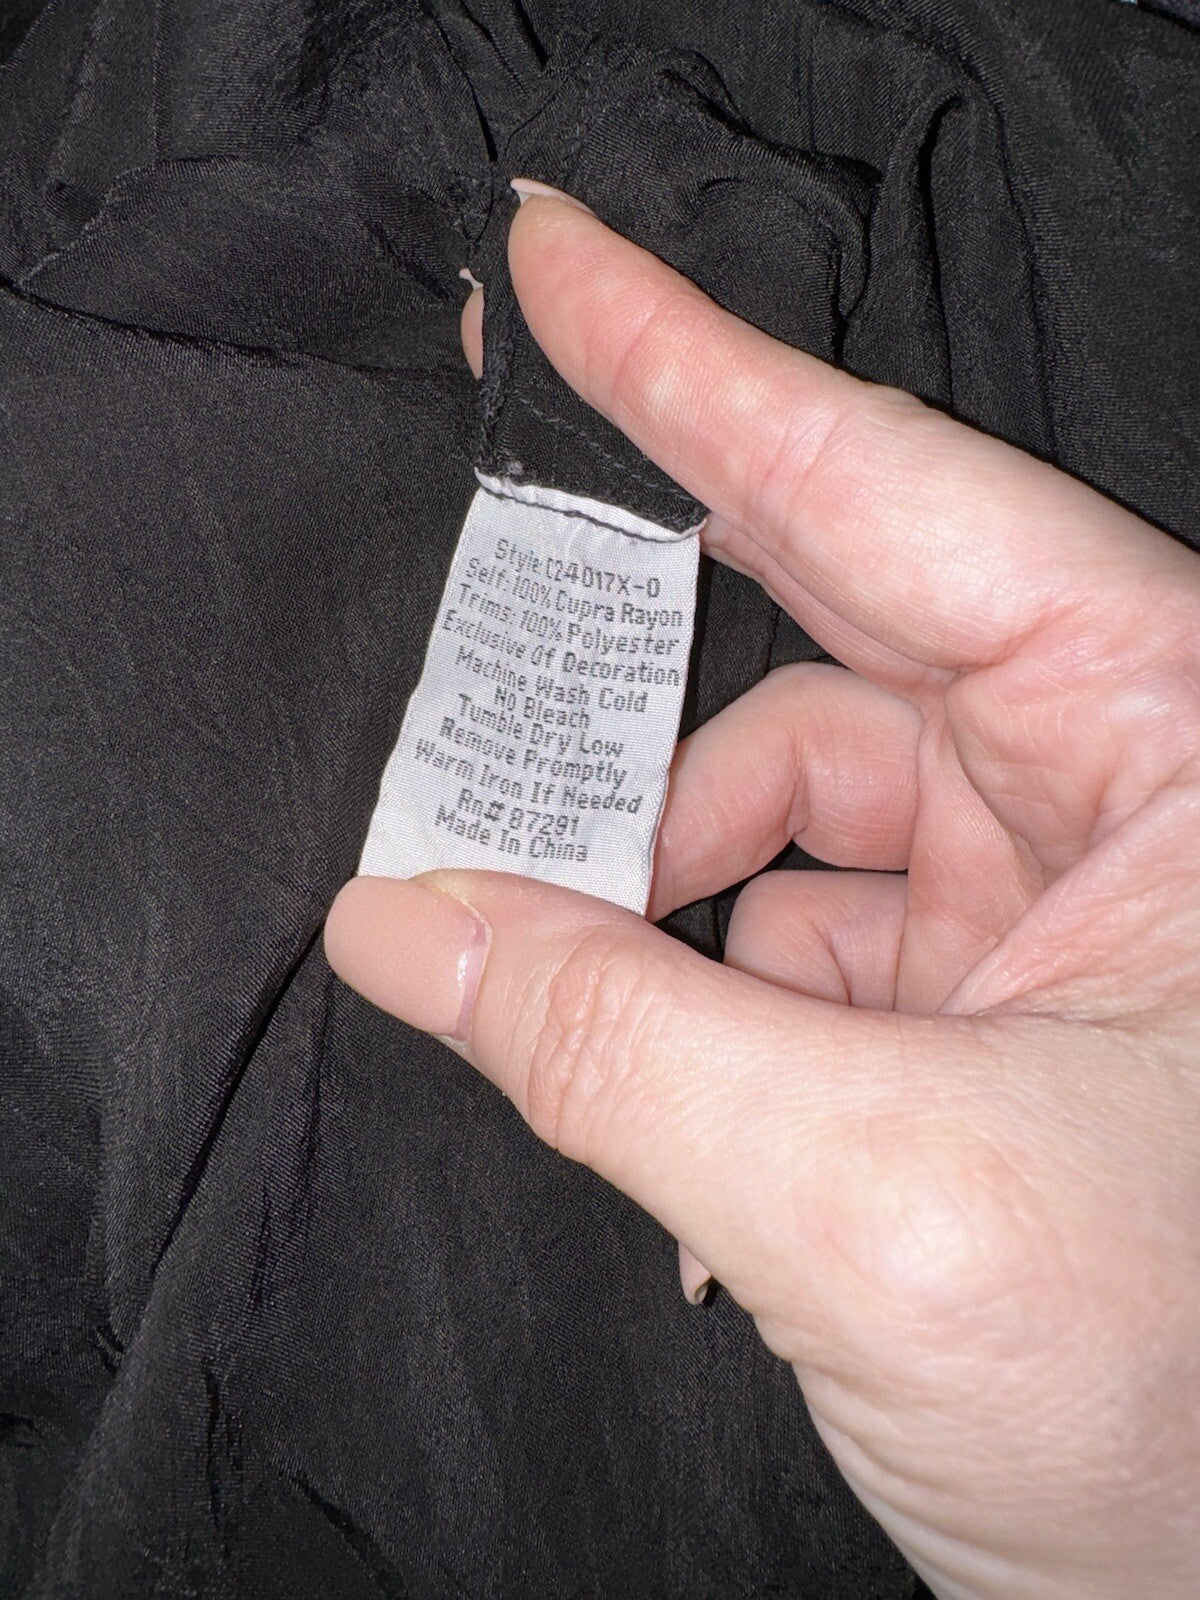 Style C24017X-O
Self: 100% Cupra Rayon
Trims: 100% Polyester
Exclusive Of Decoration
Machine Wash Cold
No Bleach
Tumble Dry Low
Remove Promptly
Warm Iron If Needed
Rn# 87291
Made In China